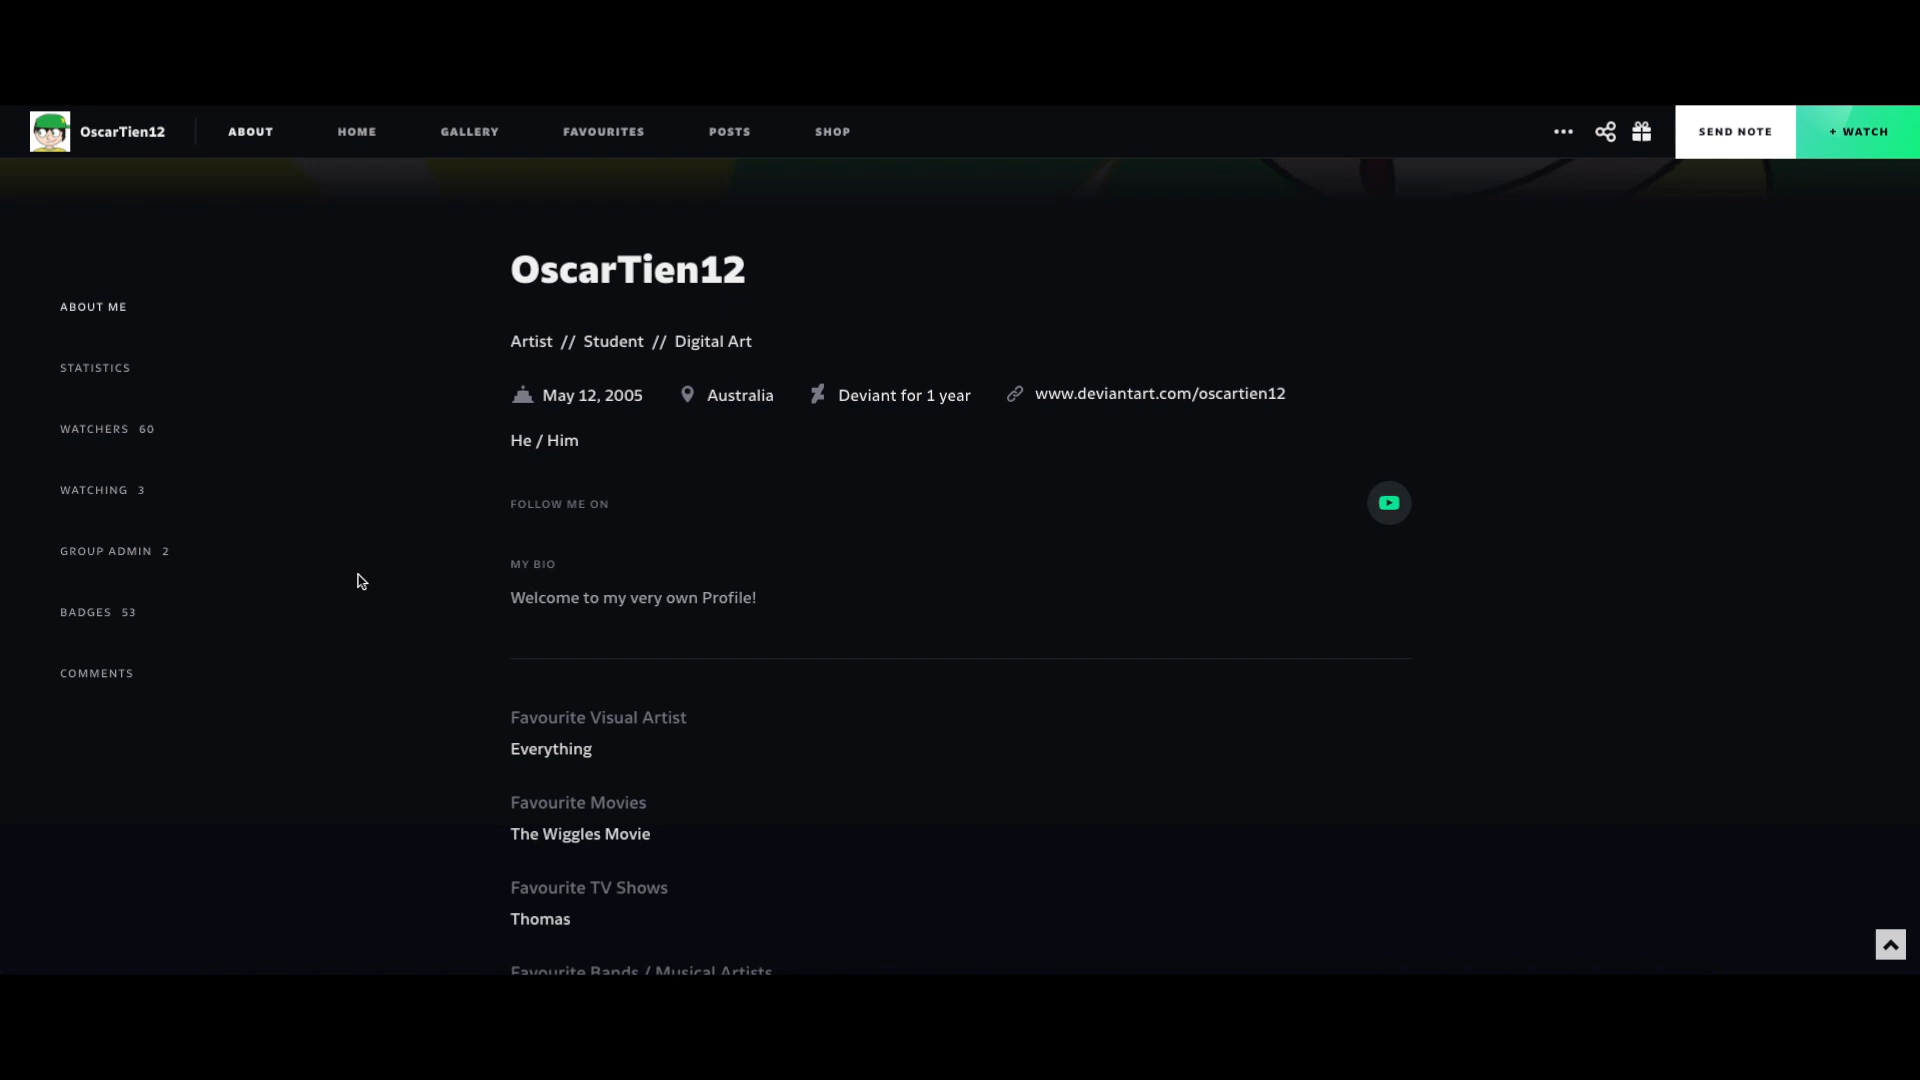 OscarTien12
ABOUT
HOME
GALLERY
FAVOURITES
POSTS
SHOP
SEND NOTE
+ WATCH
ABOUT ME
STATISTICS
WATCHERS 60
WATCHING 3
GROUP ADMIN 2
BADGES 53
COMMENTS
OscarTien12
Artist // Student // Digital Art
May 12, 2005 Australia Deviant for 1 year www.deviantart.com/oscartien12
He / Him
FOLLOW ME ON
MY BIO
Welcome to my very own Profile!
Favourite Visual Artist
Everything
Favourite Movies
The Wiggles Movie
Favourite TV Shows
Thomas
Favourite Bands / Musical Artists